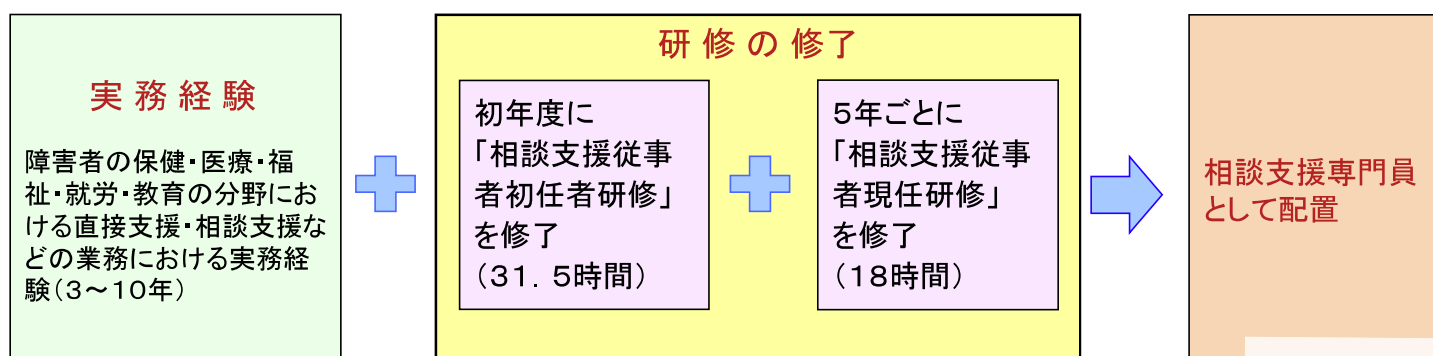 実務経験
障害者の保健・医療・福
祉・就労・教育の分野にお
ける直接支援・相談支援な
どの業務における実務経
験(3～10年)
研修の修了
初年度に
「相談支援従事
者初任者研修」
を修了
(31.5時間)
5年ごとに
「相談支援従事
者現任研修」
を修了
(18時間)
相談支援専門員
として配置